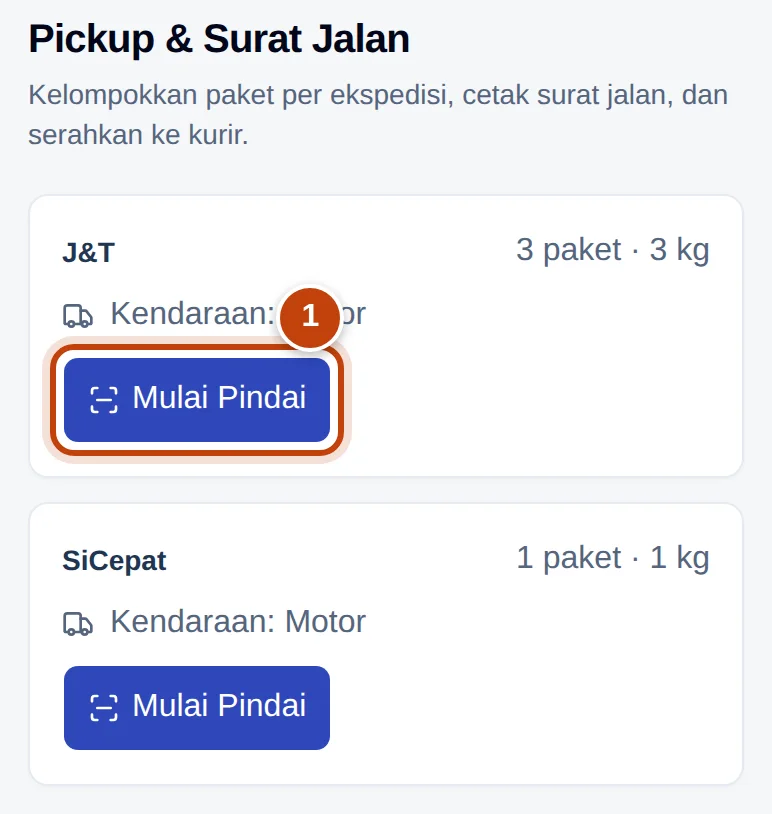 Pickup & Surat Jalan
Kelompokkan paket per ekspedisi, cetak surat jalan, dan
serahkan ke kurir.
J&T
3 paket · 3 kg
Kendaraan:
1
Mulai Pindai
SiCepat
1 paket · 1 kg
Kendaraan: Motor
Mulai Pindai